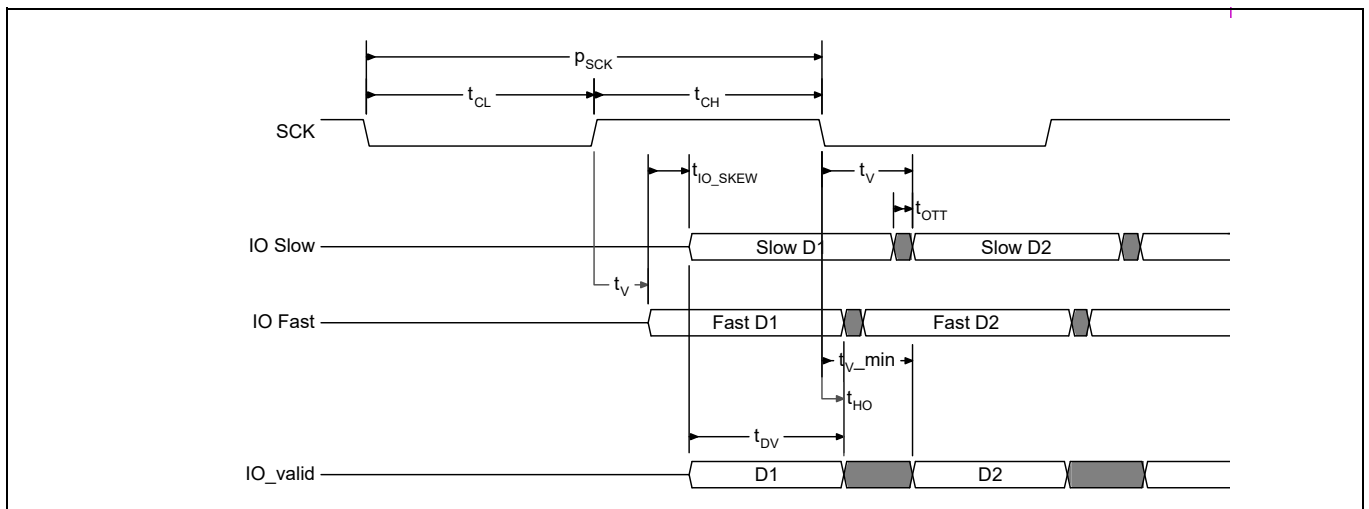 pSCK
tCL
tCH
SCK
tIO_SKEW
tV
tOTT
IO Slow
Slow D1
Slow D2
tV
IO Fast
Fast D1
Fast D2
tV_min
tHO
tDV
IO_valid
D1
D2